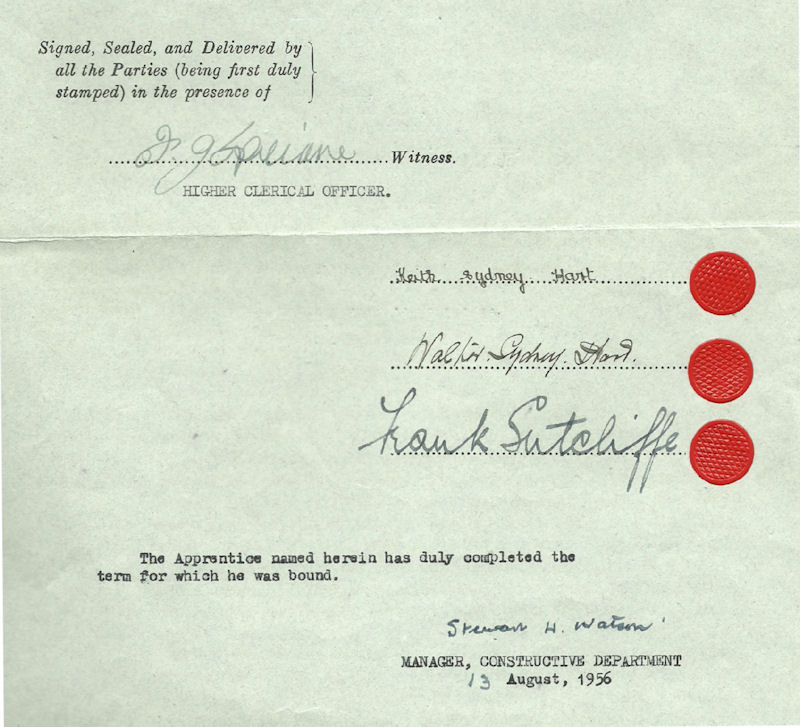 Signed, Sealed, and Delivered by
all the Parties (being first duly
stamped) in the presence of
Witness.
HIGHER CLERICAL OFFICER.
Keith Sydney Hart
Walter Sydney Hart.
Frank Sutcliffe
The Apprentice named herein has duly completed the
term for which he was bound.
Stewart H. Watson
MANAGER, CONSTRUCTIVE DEPARTMENT
13 August, 1956